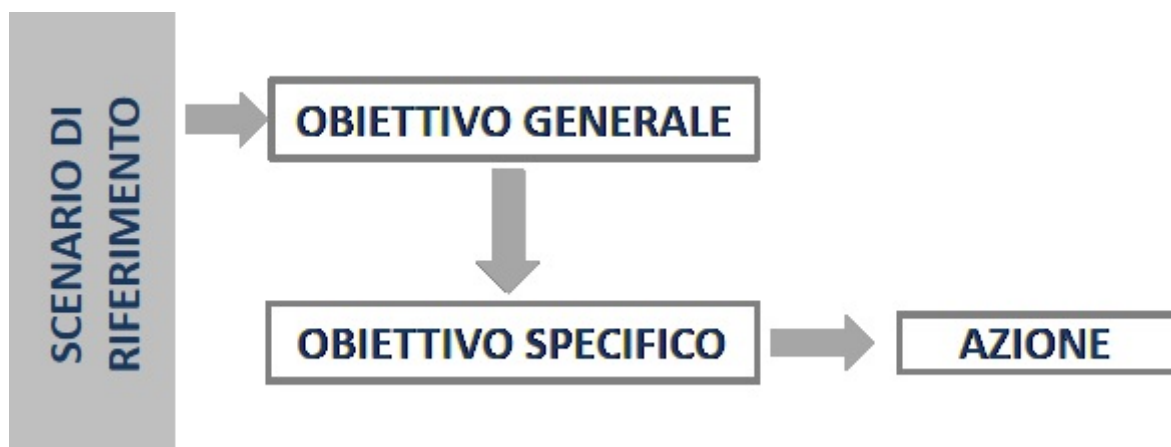 SCENARIO DI
RIFERIMENTO
OBIETTIVO GENERALE
OBIETTIVO SPECIFICO
AZIONE